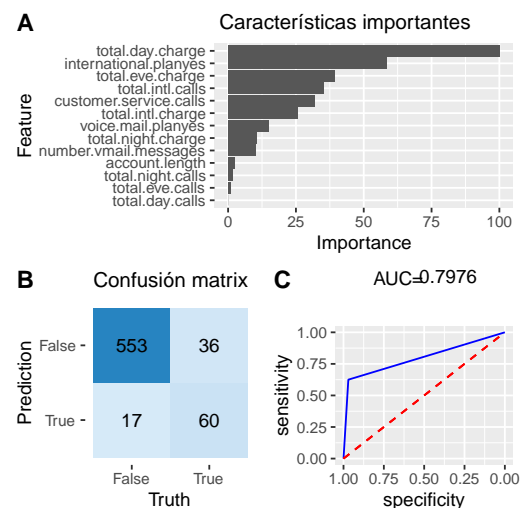 A
Características importantes
Feature
total.day.charge
international.planyes
total.eve.charge
total.intl.calls
customer.service.calls
total.intl.charge
voice.mail.planyes
total.night.charge
number.vmail.messages
account.length
total.night.calls
total.eve.calls
total.day.calls
0 25 50 75 100
Importance
B
Confusión matrix
Prediction
False 553 36
True 17 60
False True
Truth
C
AUC=0.7976
sensitivity
1.00
0.75
0.50
0.25
0.00
1.00 0.75 0.50 0.25 0.00
specificity